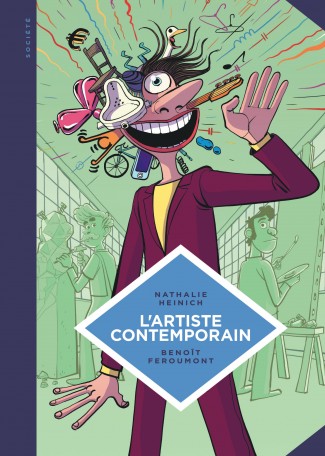 SOCIÉTÉ
NATHALIE
HEINICH
L'ARTISTE
CONTEMPORAIN
BENOÎT
FEROUMONT